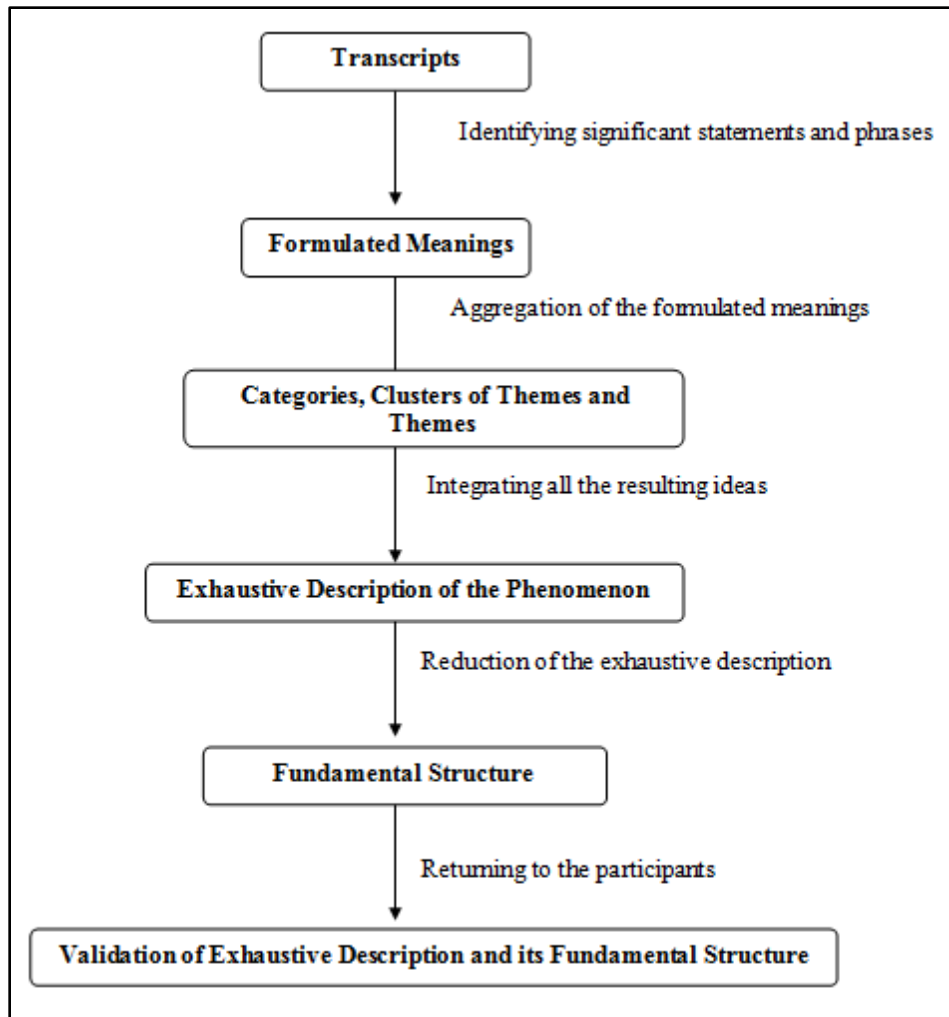 Transcripts
Identifying significant statements and phrases
Formulated Meanings
Aggregation of the formulated meanings
Categories, Clusters of Themes and
Themes
Integrating all the resulting ideas
Exhaustive Description of the Phenomenon
Reduction of the exhaustive description
Fundamental Structure
Returning to the participants
Validation of Exhaustive Description and its Fundamental Structure